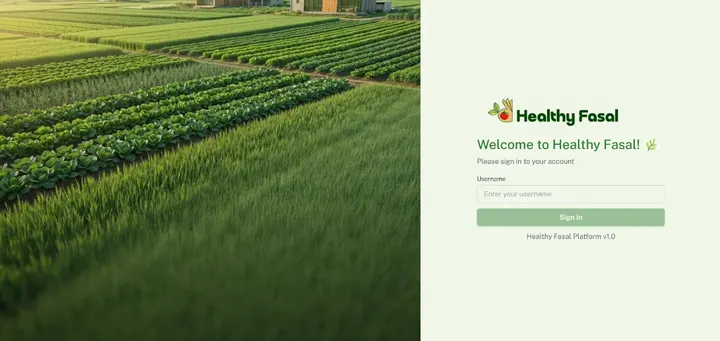 Healthy Fasal
Welcome to Healthy Fasal! 🌾
Please sign in to your account
Username
Enter your username
Sign in
Healthy Fasal Platform v1.0